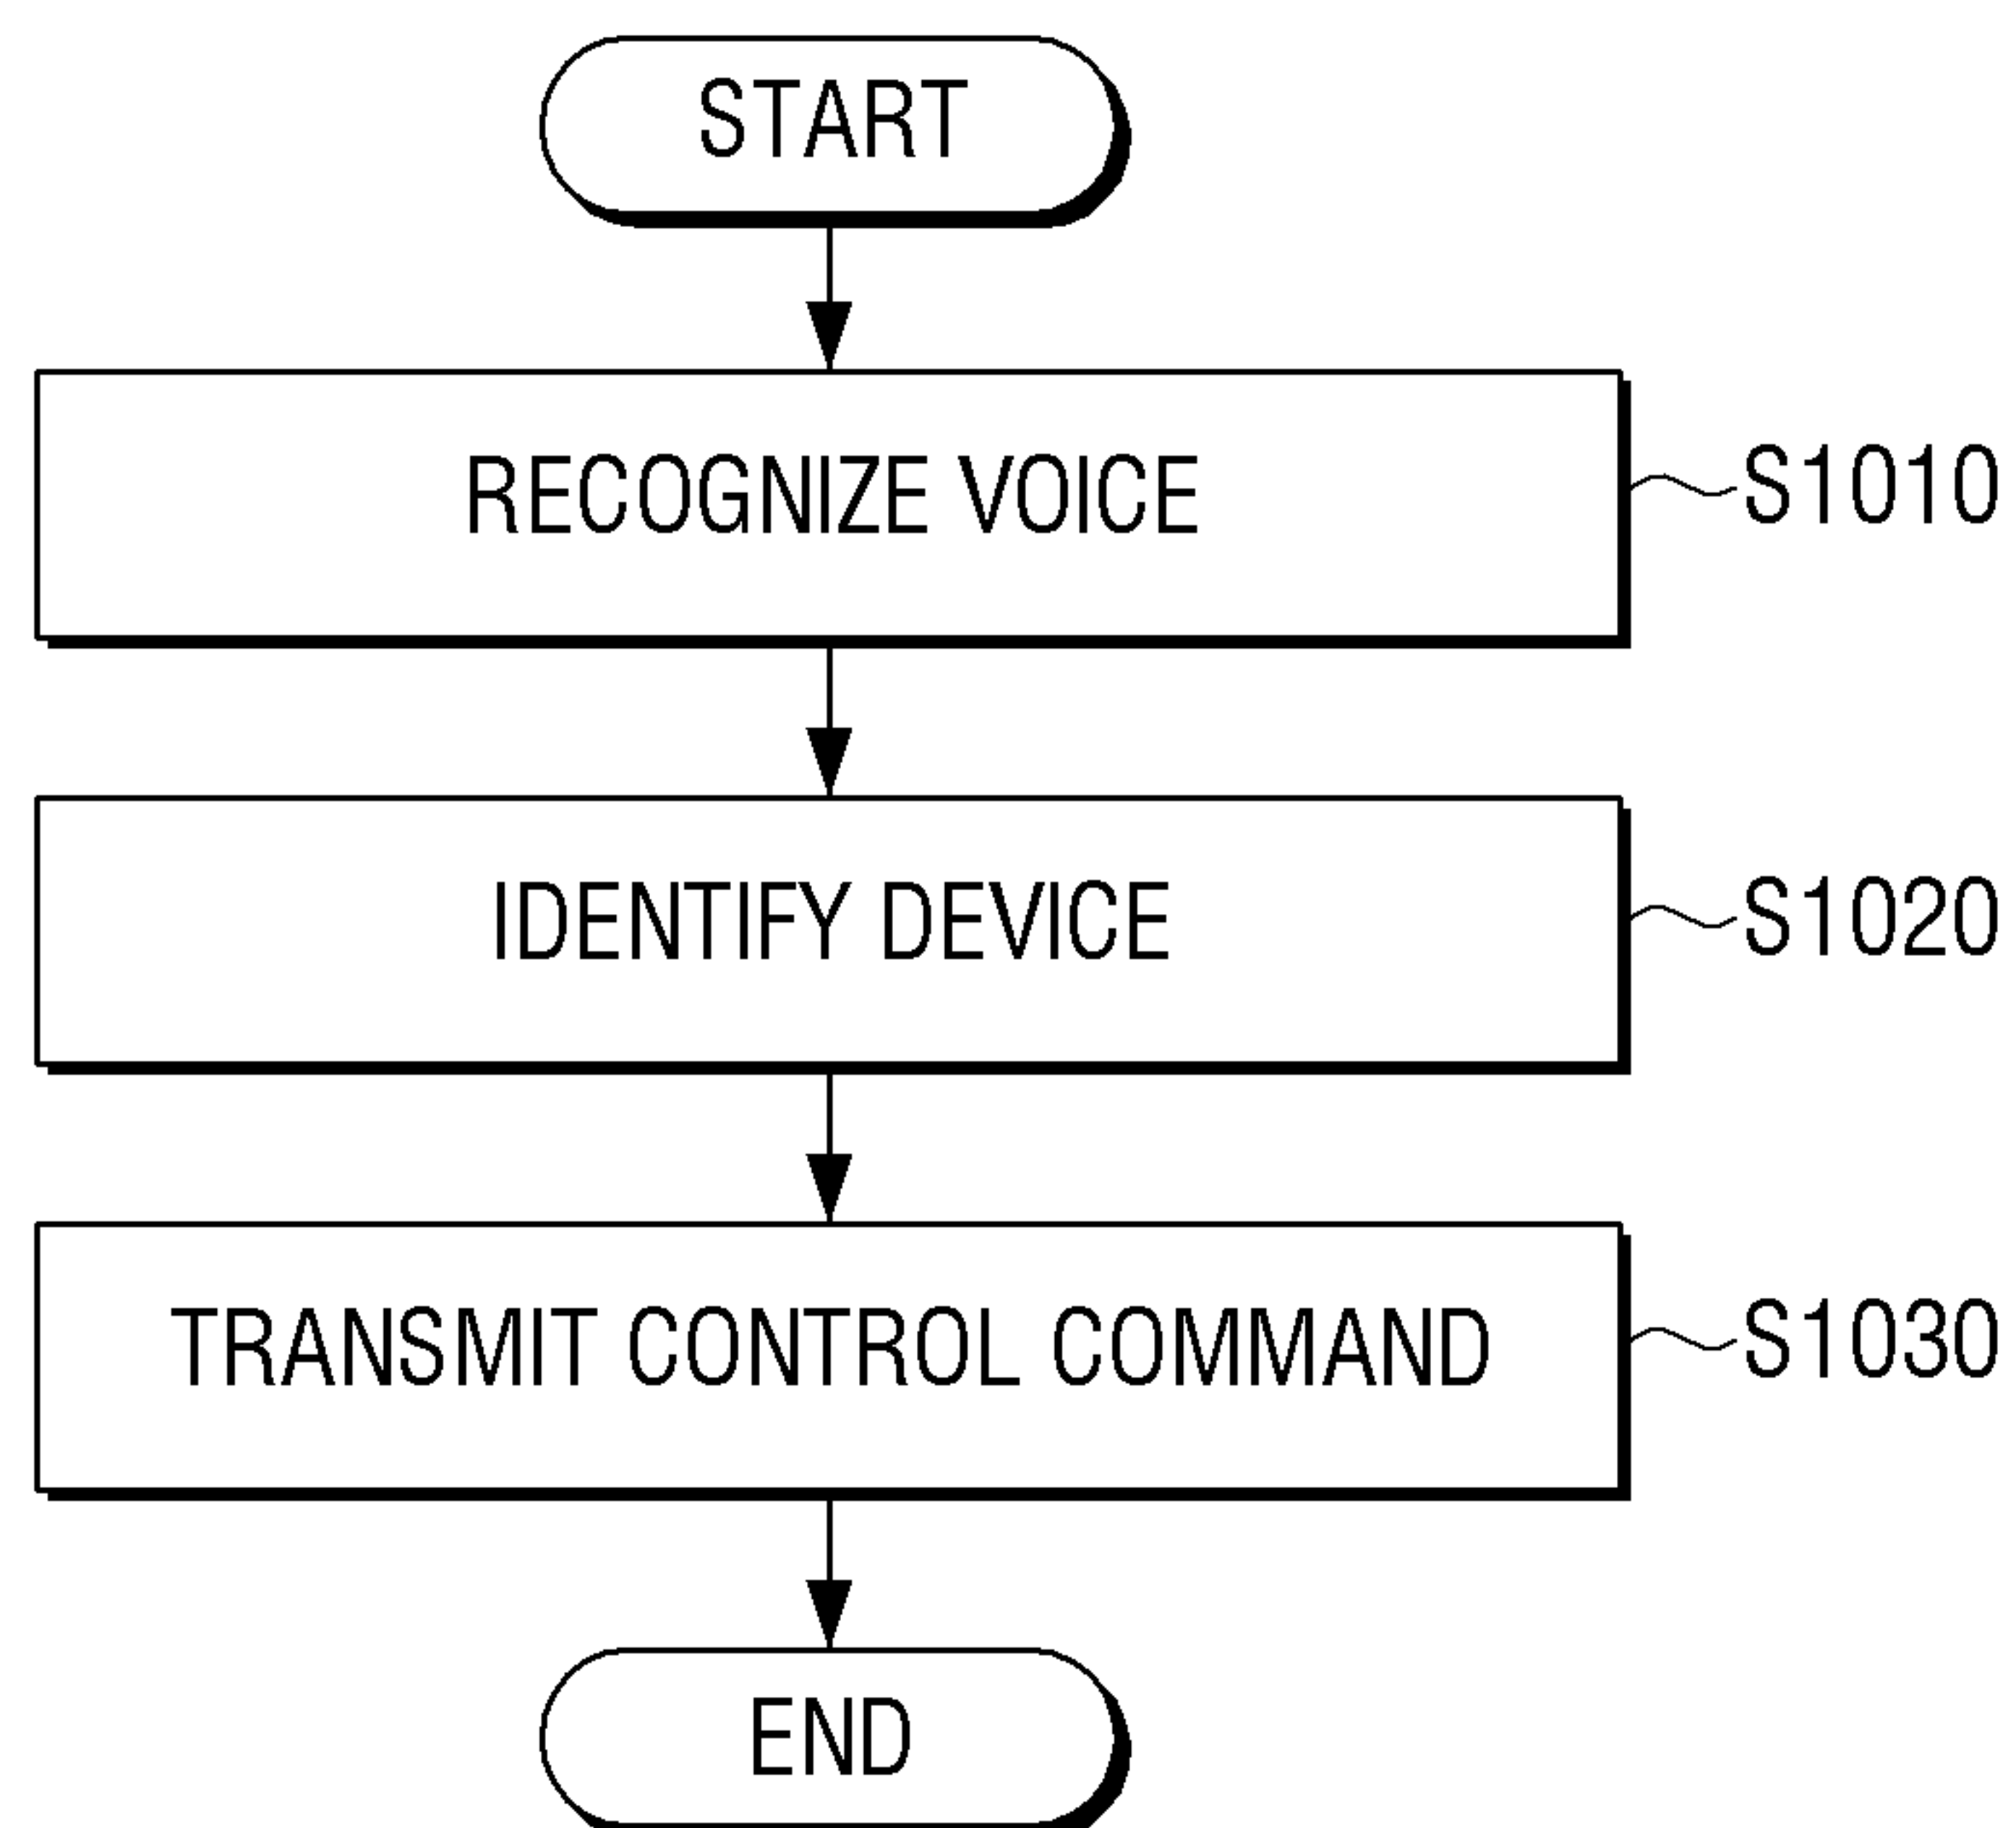 START
RECOGNIZE VOICE
S1010
IDENTIFY DEVICE
S1020
TRANSMIT CONTROL COMMAND
S1030
END